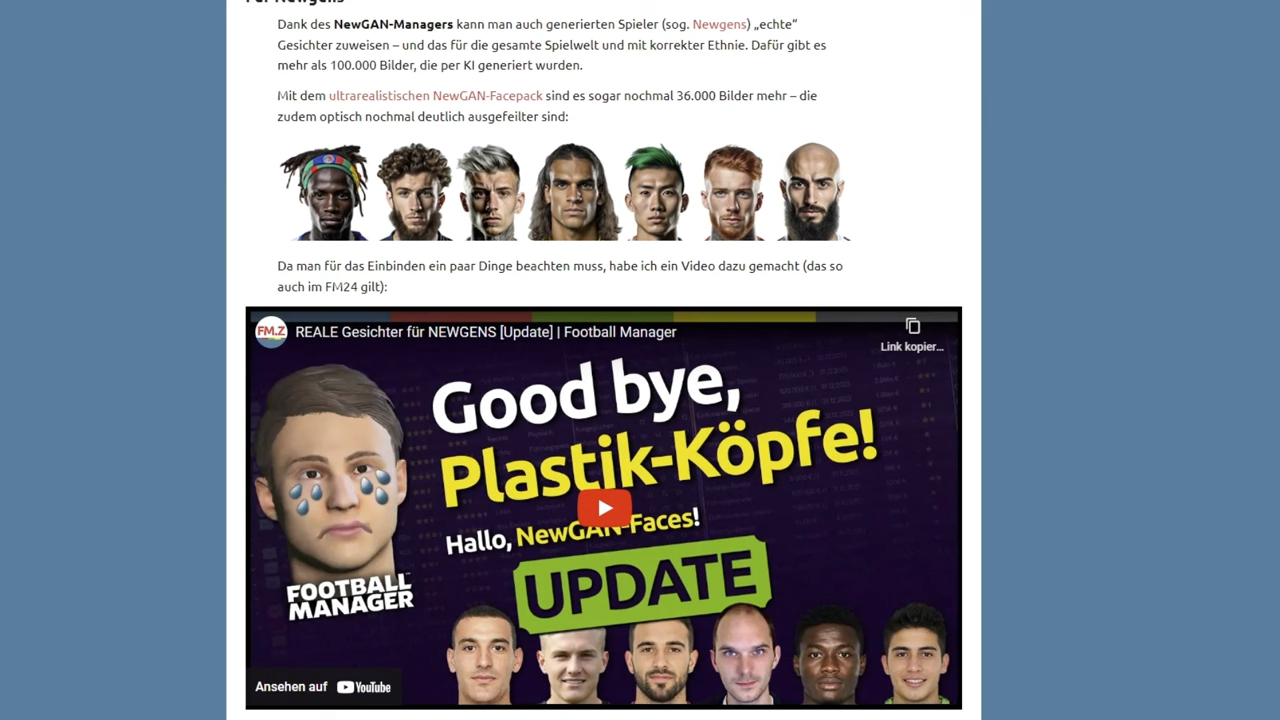 Für Newgens
Dank des NewGAN-Managers kann man auch generierten Spieler (sog. Newgens) „echte“
Gesichter zuweisen – und das für die gesamte Spielwelt und mit korrekter Ethnie. Dafür gibt es
mehr als 100.000 Bilder, die per KI generiert wurden.
Mit dem ultrarealistischen NewGAN-Facepack sind es sogar nochmal 36.000 Bilder mehr – die
zudem optisch nochmal deutlich ausgefeilter sind:
Da man für das Einbinden ein paar Dinge beachten muss, habe ich ein Video dazu gemacht (das so
auch im FM24 gilt):
FM.Z
REALE Gesichter für NEWGENS [Update] | Football Manager
Link kopier...
Good bye,
Plastik-Köpfe!
Hallo, NewGAN-Faces!
UPDATE
FOOTBALL
MANAGER
Ansehen auf YouTube